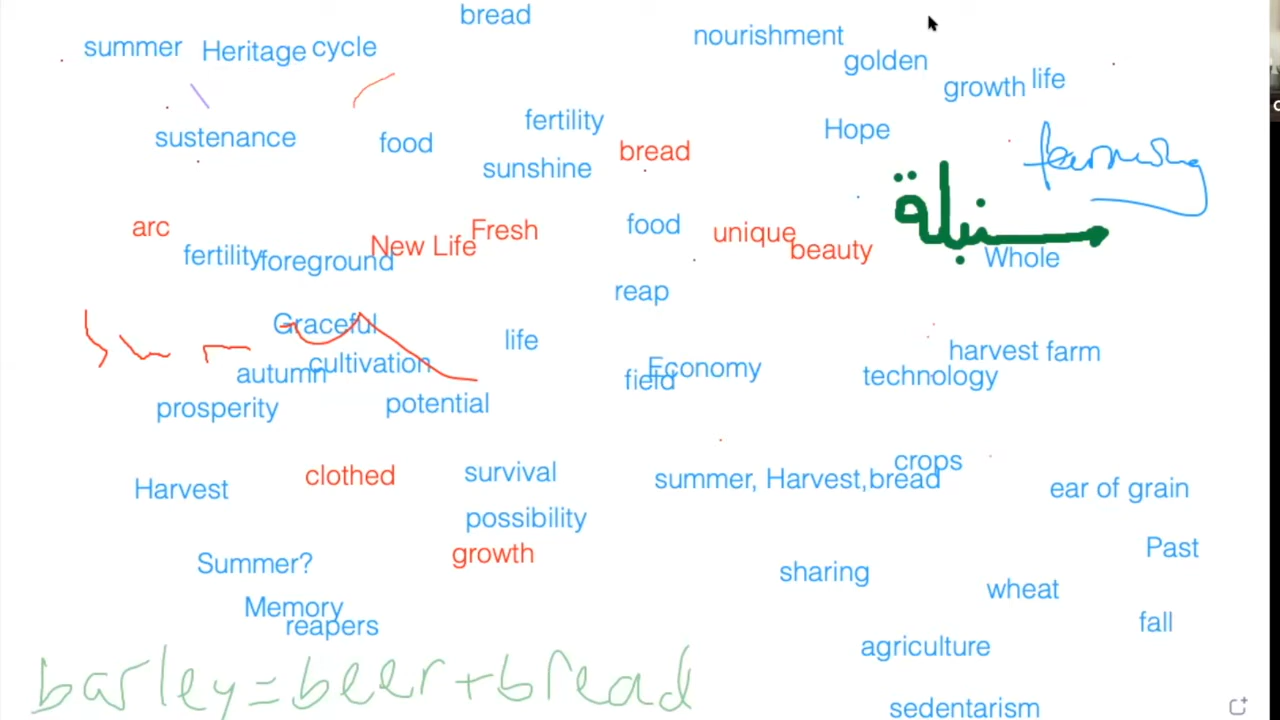 bread
summer Heritage cycle
nourishment
golden
growth life
sustenance
food
fertility
sunshine
bread
Hope
سنبلة
arc
fertility foreground
New Life Fresh
food
unique
beauty
Whole
reap
Graceful
life
cultivation
autumn
Economy
field
harvest farm
technology
prosperity
potential
Harvest
clothed
survival
summer, Harvest,bread
crops
ear of grain
possibility
growth
Past
Summer?
sharing
wheat
Memory
reapers
fall
agriculture
barley=beer+bread
sedentarism